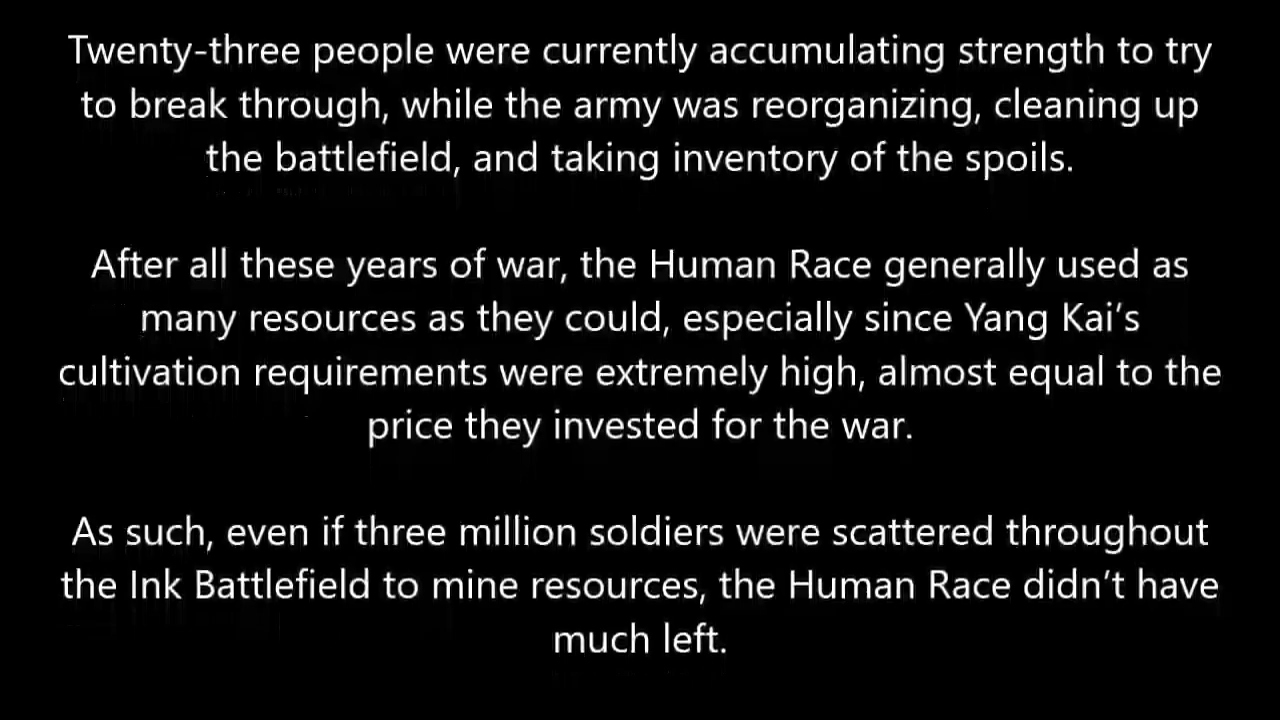 Twenty-three people were currently accumulating strength to try
to break through, while the army was reorganizing, cleaning up
the battlefield, and taking inventory of the spoils.
After all these years of war, the Human Race generally used as
many resources as they could, especially since Yang Kai’s
cultivation requirements were extremely high, almost equal to the
price they invested for the war.
As such, even if three million soldiers were scattered throughout
the Ink Battlefield to mine resources, the Human Race didn’t have
much left.